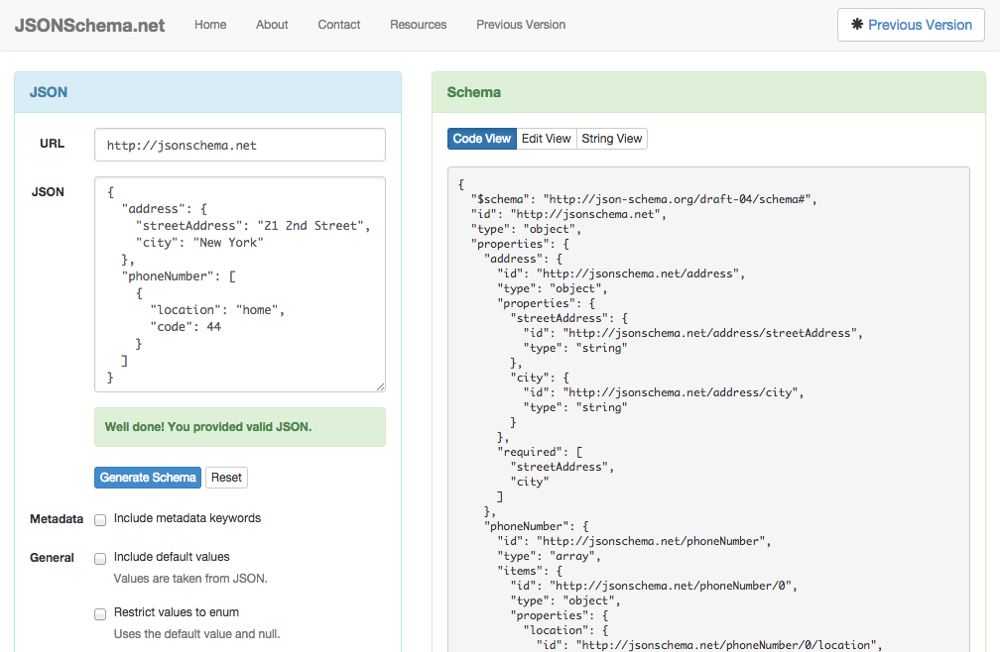 JSONSchema.net Home About Contact Resources Previous Version ✱ Previous Version
JSON
URL http://jsonschema.net
JSON {
"address": {
"streetAddress": "21 2nd Street",
"city": "New York"
},
"phoneNumber": [
{
"location": "home",
"code": 44
}
]
}
Well done! You provided valid JSON.
Generate Schema Reset
Metadata Include metadata keywords
General Include default values
Values are taken from JSON.
Restrict values to enum
Uses the default value and null.
Schema
Code View Edit View String View
{
"$schema": "http://json-schema.org/draft-04/schema#",
"id": "http://jsonschema.net",
"type": "object",
"properties": {
"address": {
"id": "http://jsonschema.net/address",
"type": "object",
"properties": {
"streetAddress": {
"id": "http://jsonschema.net/address/streetAddress",
"type": "string"
},
"city": {
"id": "http://jsonschema.net/address/city",
"type": "string"
}
},
"required": [
"streetAddress",
"city"
]
},
"phoneNumber": {
"id": "http://jsonschema.net/phoneNumber",
"type": "array",
"items": {
"id": "http://jsonschema.net/phoneNumber/0",
"type": "object",
"properties": {
"location": {
"id": "http://jsonschema.net/phoneNumber/0/location",